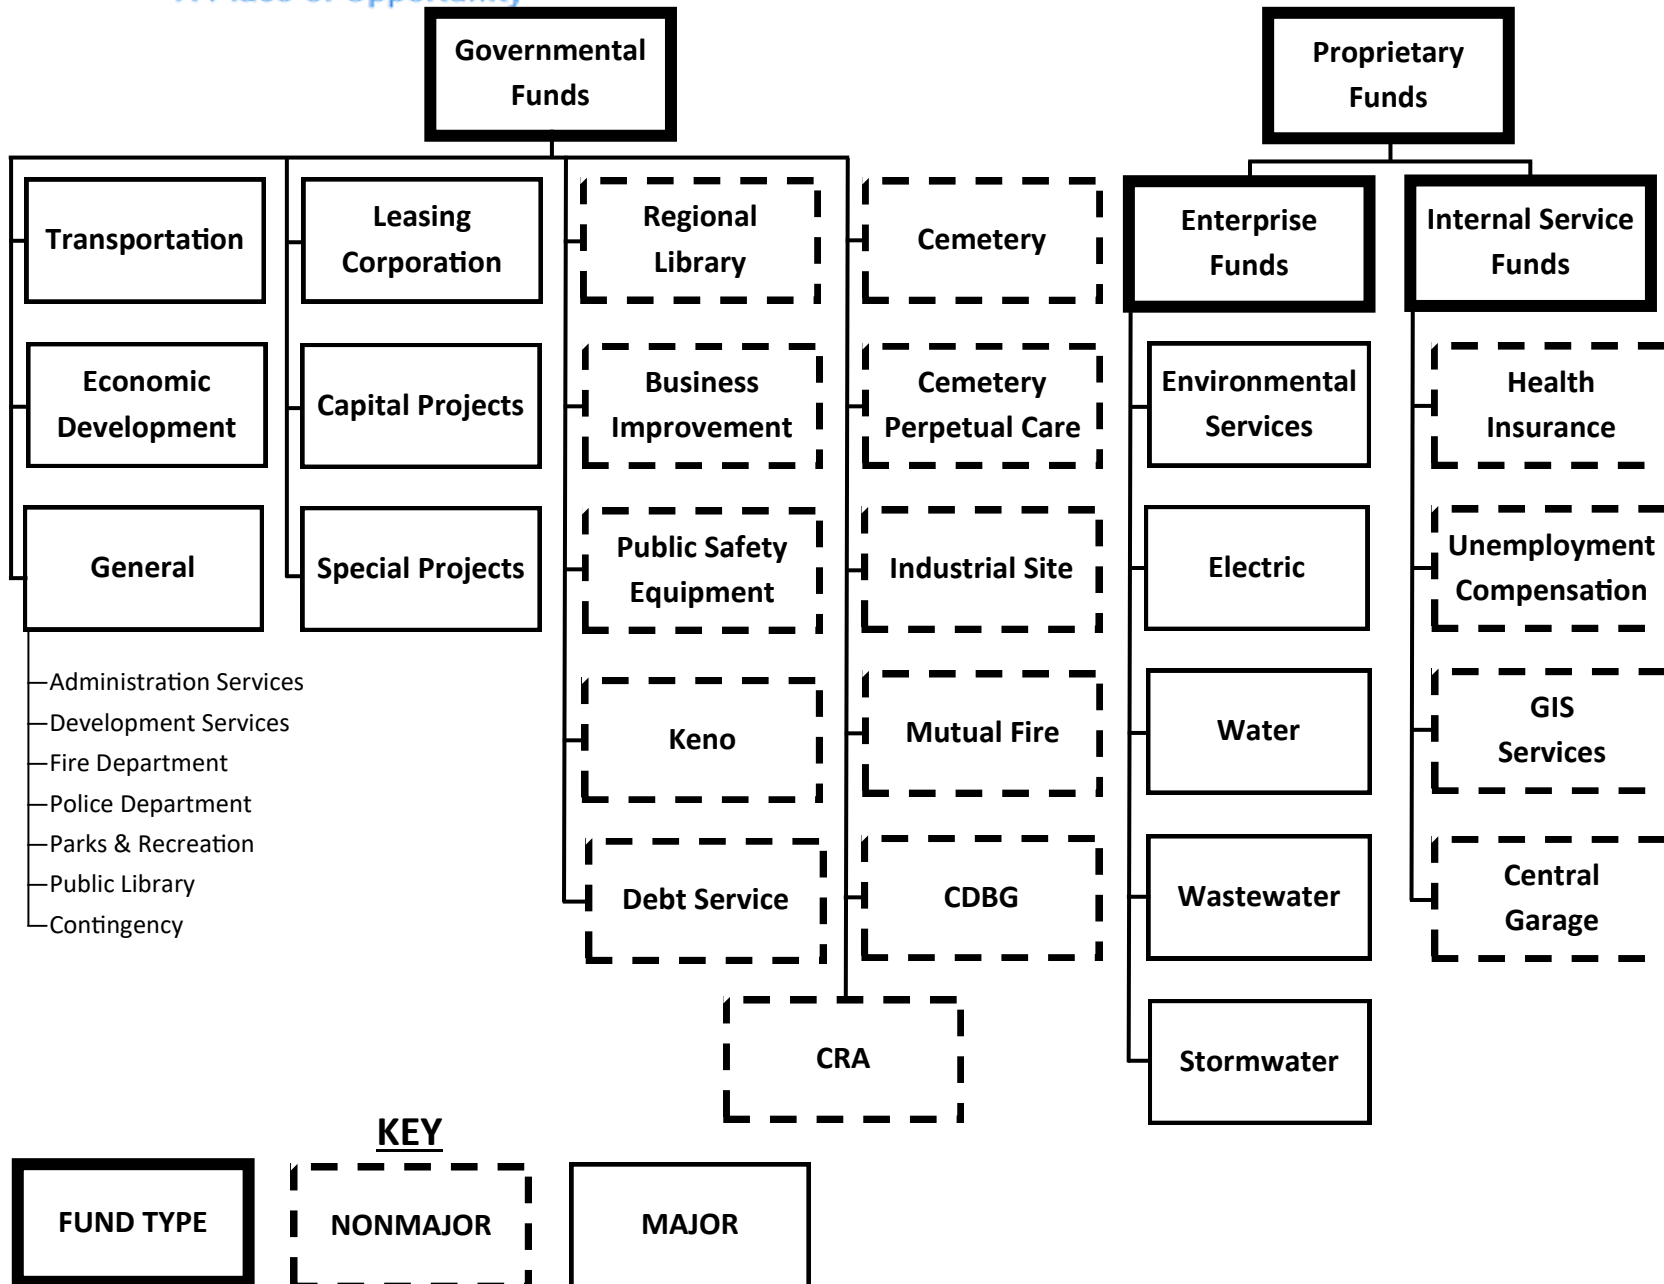 Governmental
Funds
Proprietary
Funds
Transportation
Leasing
Corporation
Regional
Library
Cemetery
Enterprise
Funds
Internal Service
Funds
Economic
Development
Capital Projects
Business
Improvement
Cemetery
Perpetual Care
Environmental
Services
Health
Insurance
General
Special Projects
Public Safety
Equipment
Industrial Site
Electric
Unemployment
Compensation
Administration Services
Development Services
Fire Department
Police Department
Parks & Recreation
Public Library
Contingency
Keno
Mutual Fire
Water
GIS
Services
Debt Service
CDBG
Wastewater
Central
Garage
CRA
Stormwater
KEY
FUND TYPE
NONMAJOR
MAJOR